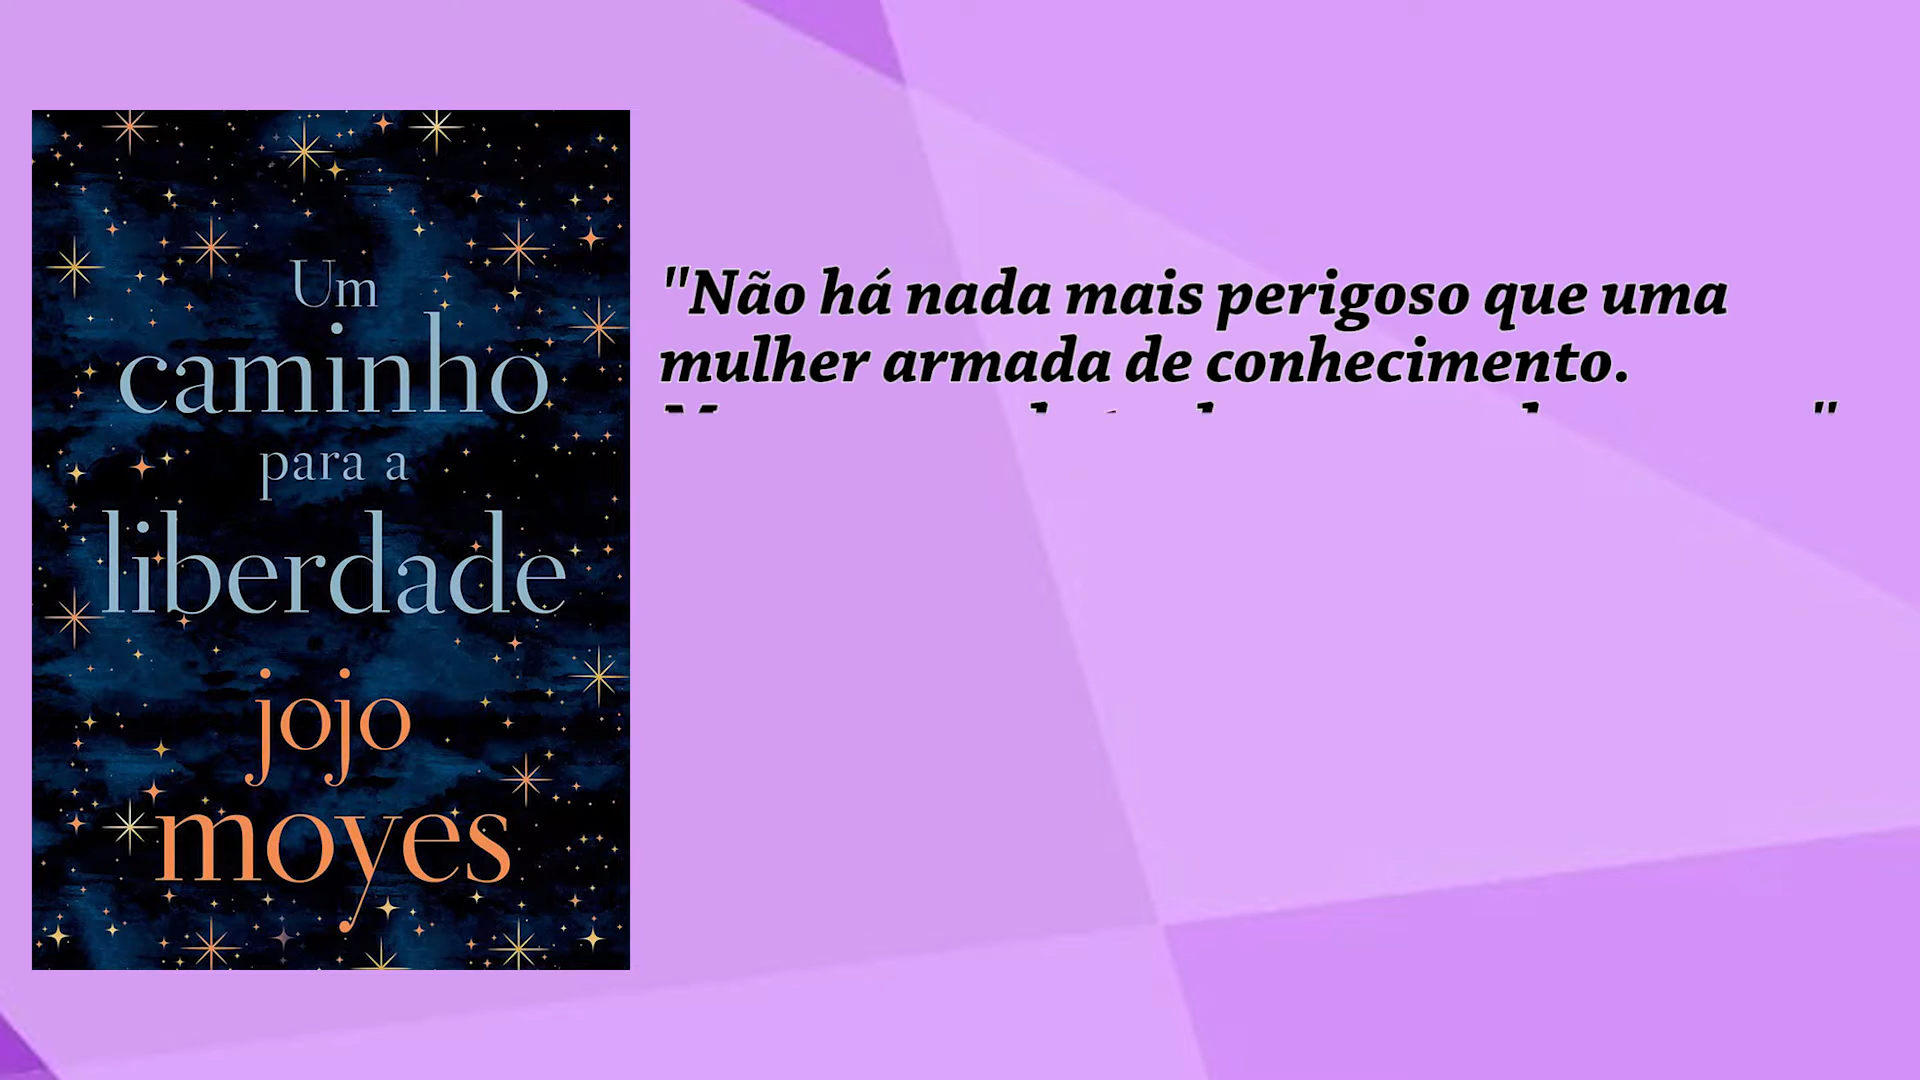 Um
caminho
para a
liberdade
jojo
moyes
"Não há nada mais perigoso que uma
mulher armada de conhecimento.